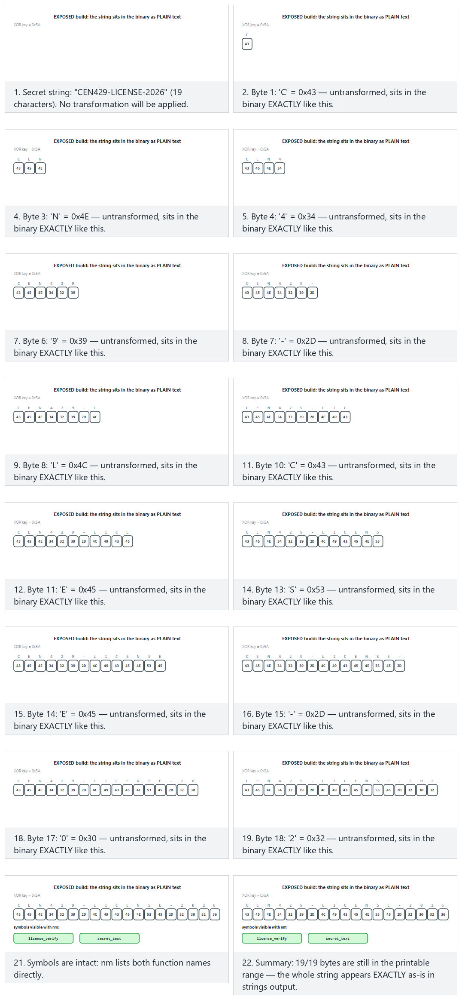 EXPOSED build: the string sits in the binary as PLAIN text
XOR key = 0x5A
1. Secret string: "CEN429-LICENSE-2026" (19
characters). No transformation will be applied.
EXPOSED build: the string sits in the binary as PLAIN text
XOR key = 0x5A
C
43
2. Byte 1: 'C' = 0x43 — untransformed, sits in the
binary EXACTLY like this.
EXPOSED build: the string sits in the binary as PLAIN text
XOR key = 0x5A
C E N
43 45 4E
4. Byte 3: 'N' = 0x4E — untransformed, sits in the
binary EXACTLY like this.
EXPOSED build: the string sits in the binary as PLAIN text
XOR key = 0x5A
C E N 4
43 45 4E 34
5. Byte 4: '4' = 0x34 — untransformed, sits in the
binary EXACTLY like this.
EXPOSED build: the string sits in the binary as PLAIN text
XOR key = 0x5A
C E N 4 2 9
43 45 4E 34 32 39
7. Byte 6: '9' = 0x39 — untransformed, sits in the
binary EXACTLY like this.
EXPOSED build: the string sits in the binary as PLAIN text
XOR key = 0x5A
C E N 4 2 9 -
43 45 4E 34 32 39 2D
8. Byte 7: '-' = 0x2D — untransformed, sits in the
binary EXACTLY like this.
EXPOSED build: the string sits in the binary as PLAIN text
XOR key = 0x5A
C E N 4 2 9 - L
43 45 4E 34 32 39 2D 4C
9. Byte 8: 'L' = 0x4C — untransformed, sits in the
binary EXACTLY like this.
EXPOSED build: the string sits in the binary as PLAIN text
XOR key = 0x5A
C E N 4 2 9 - L I C
43 45 4E 34 32 39 2D 4C 49 43
11. Byte 10: 'C' = 0x43 — untransformed, sits in the
binary EXACTLY like this.
EXPOSED build: the string sits in the binary as PLAIN text
XOR key = 0x5A
C E N 4 2 9 - L I C E
43 45 4E 34 32 39 2D 4C 49 43 45
12. Byte 11: 'E' = 0x45 — untransformed, sits in the
binary EXACTLY like this.
EXPOSED build: the string sits in the binary as PLAIN text
XOR key = 0x5A
C E N 4 2 9 - L I C E N S
43 45 4E 34 32 39 2D 4C 49 43 45 4E 53
14. Byte 13: 'S' = 0x53 — untransformed, sits in the
binary EXACTLY like this.
EXPOSED build: the string sits in the binary as PLAIN text
XOR key = 0x5A
C E N 4 2 9 - L I C E N S E
43 45 4E 34 32 39 2D 4C 49 43 45 4E 53 45
15. Byte 14: 'E' = 0x45 — untransformed, sits in the
binary EXACTLY like this.
EXPOSED build: the string sits in the binary as PLAIN text
XOR key = 0x5A
C E N 4 2 9 - L I C E N S E -
43 45 4E 34 32 39 2D 4C 49 43 45 4E 53 45 2D
16. Byte 15: '-' = 0x2D — untransformed, sits in the
binary EXACTLY like this.
EXPOSED build: the string sits in the binary as PLAIN text
XOR key = 0x5A
C E N 4 2 9 - L I C E N S E - 2 0
43 45 4E 34 32 39 2D 4C 49 43 45 4E 53 45 2D 32 30
18. Byte 17: '0' = 0x30 — untransformed, sits in the
binary EXACTLY like this.
EXPOSED build: the string sits in the binary as PLAIN text
XOR key = 0x5A
C E N 4 2 9 - L I C E N S E - 2 0 2
43 45 4E 34 32 39 2D 4C 49 43 45 4E 53 45 2D 32 30 32
19. Byte 18: '2' = 0x32 — untransformed, sits in the
binary EXACTLY like this.
EXPOSED build: the string sits in the binary as PLAIN text
XOR key = 0x5A
C E N 4 2 9 - L I C E N S E - 2 0 2 6
43 45 4E 34 32 39 2D 4C 49 43 45 4E 53 45 2D 32 30 32 36
symbols visible with nm:
license_verify secret_text
21. Symbols are intact: nm lists both function names
directly.
EXPOSED build: the string sits in the binary as PLAIN text
XOR key = 0x5A
C E N 4 2 9 - L I C E N S E - 2 0 2 6
43 45 4E 34 32 39 2D 4C 49 43 45 4E 53 45 2D 32 30 32 36
symbols visible with nm:
license_verify secret_text
22. Summary: 19/19 bytes are still in the printable
range — the whole string appears EXACTLY as-is in
strings output.